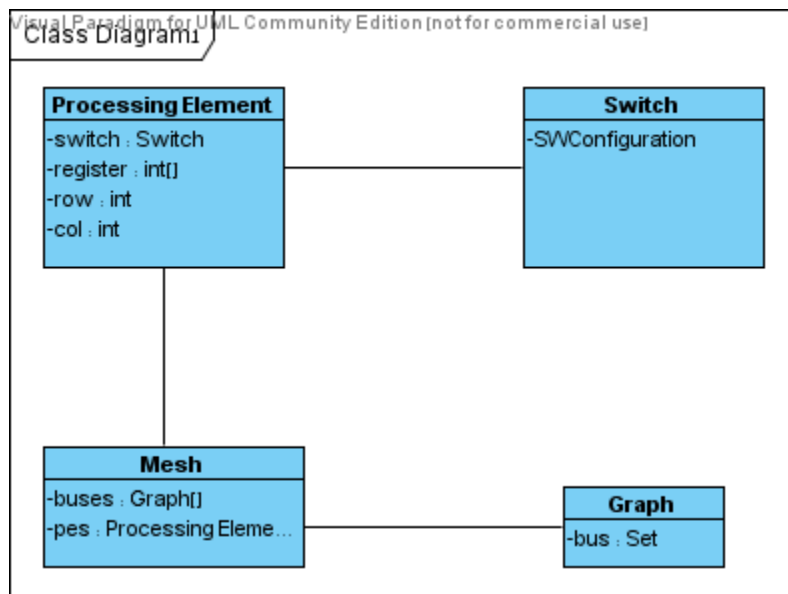 Visual Paradigm for UML Community Edition [not for commercial use]
Class Diagram1
Processing Element
-switch : Switch
-register : int[]
-row : int
-col : int
Switch
-SWConfiguration
Mesh
-buses : Graph[]
-pes : Processing Eleme...
Graph
-bus : Set